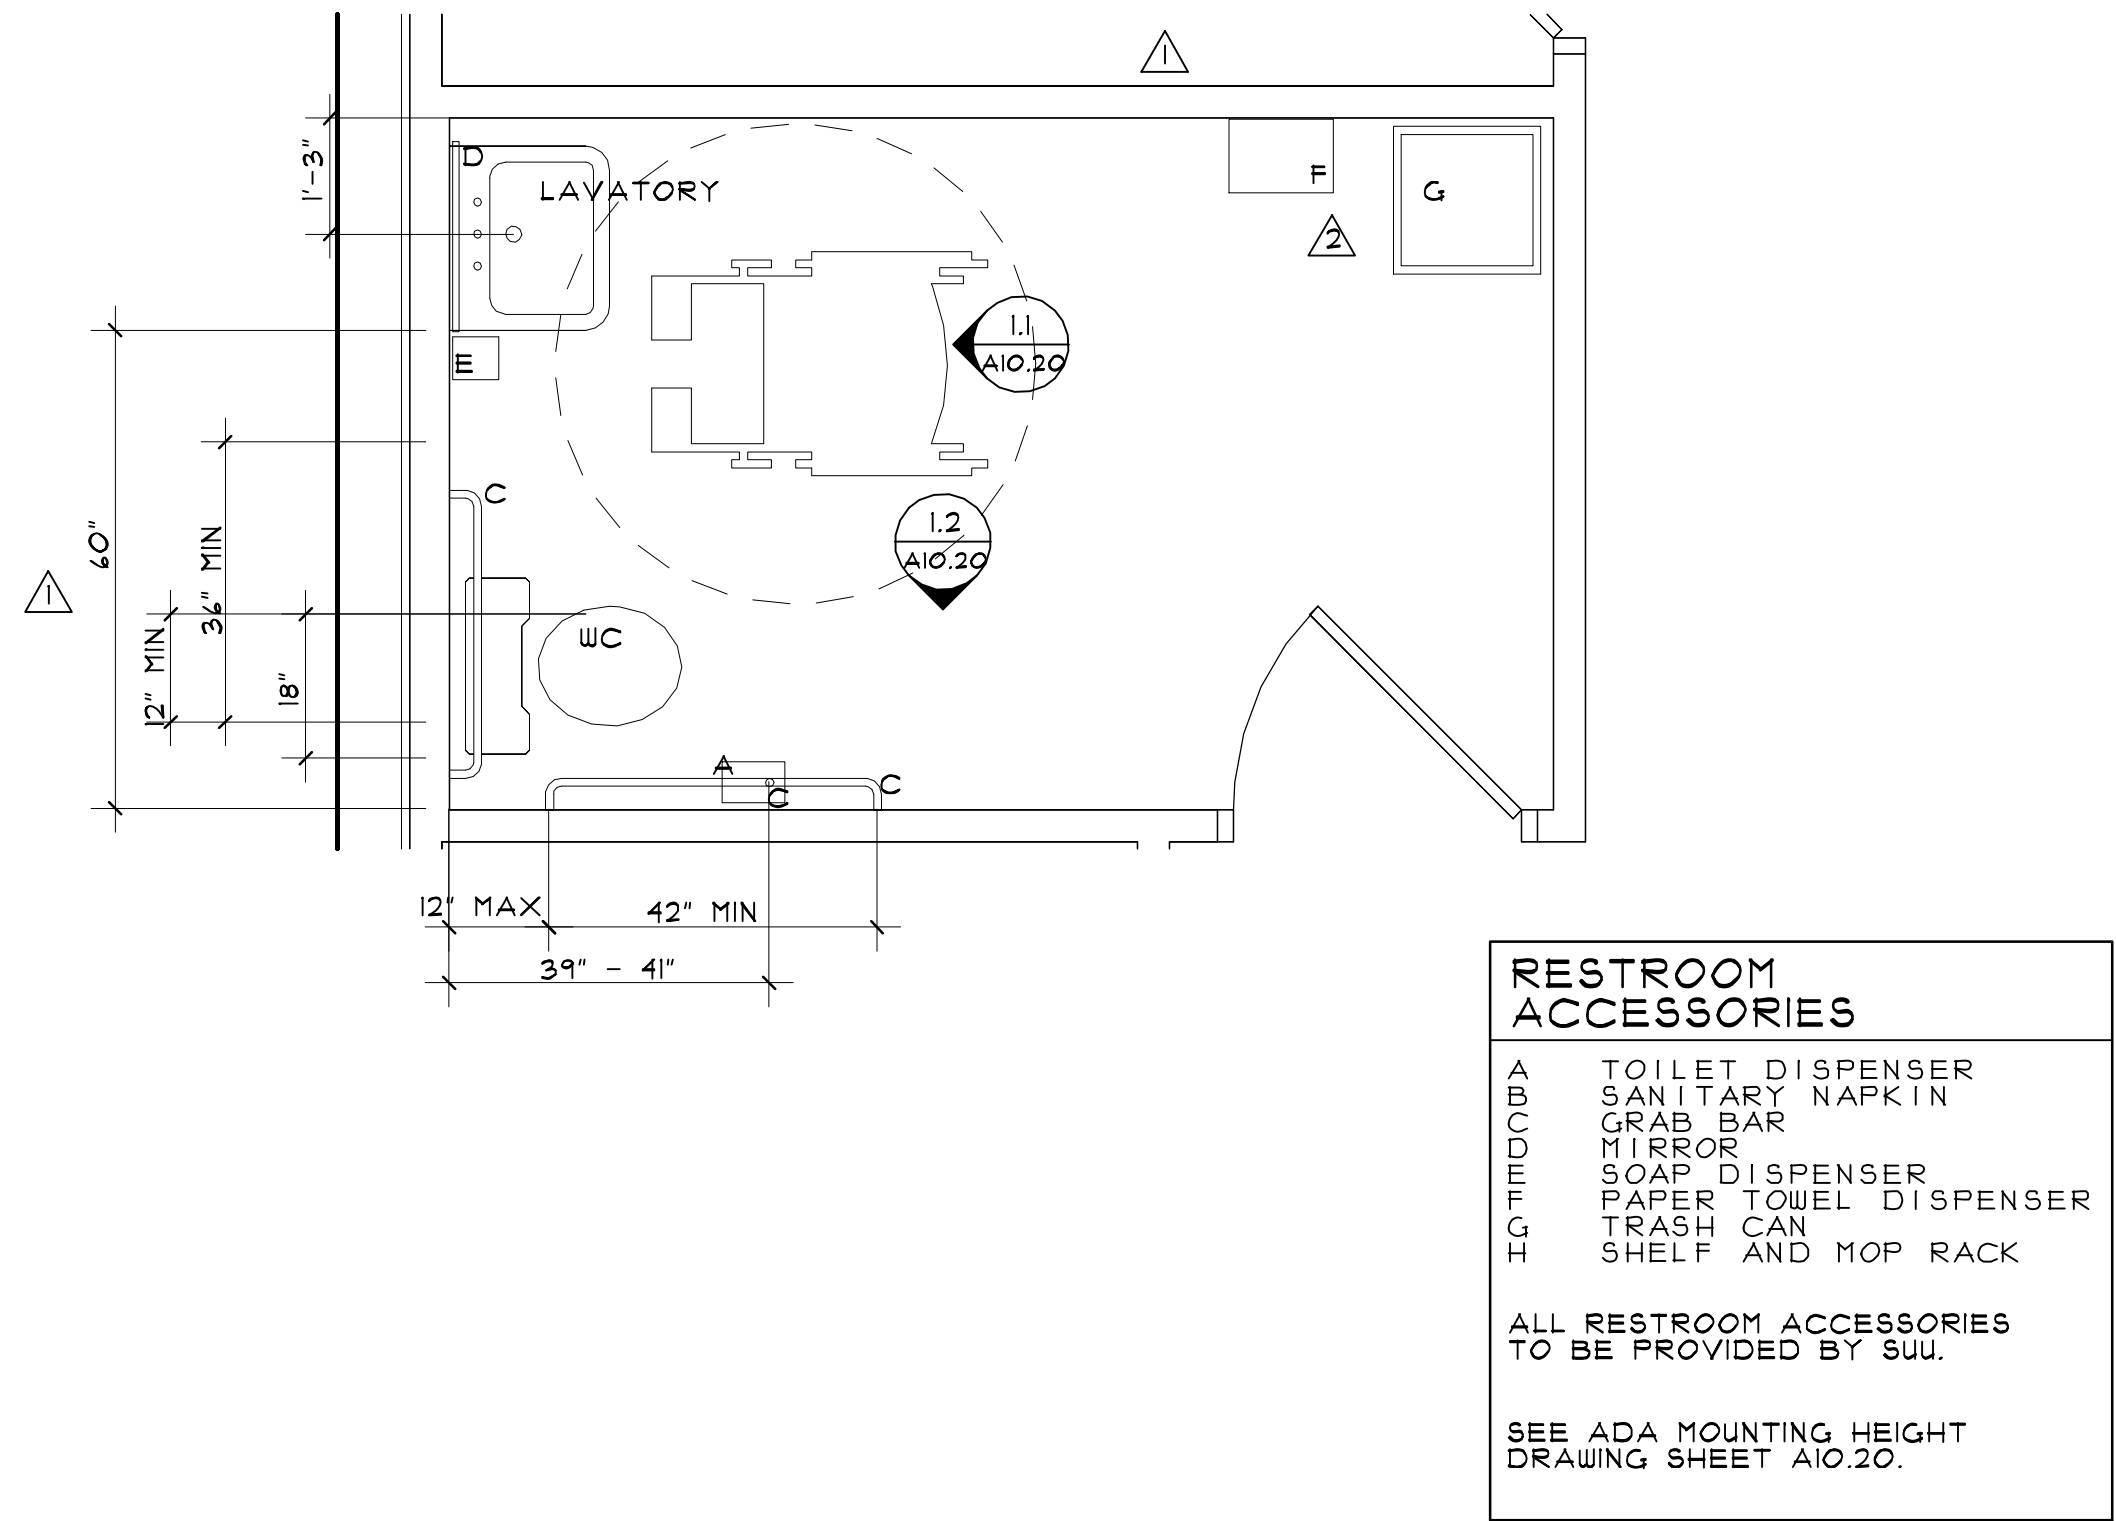 1
1'-3"
D
LAVATORY
F
G
2
1.1
A10.20
E
60"
36" MIN
C
1.2
A10.20
1
12" MIN
18"
WC
A
C
C
12" MAX
42" MIN
39" - 41"
RESTROOM
ACCESSORIES
A TOILET DISPENSER
B SANITARY NAPKIN
C GRAB BAR
D MIRROR
E SOAP DISPENSER
F PAPER TOWEL DISPENSER
G TRASH CAN
H SHELF AND MOP RACK
ALL RESTROOM ACCESSORIES
TO BE PROVIDED BY SUU.
SEE ADA MOUNTING HEIGHT
DRAWING SHEET A10.20.